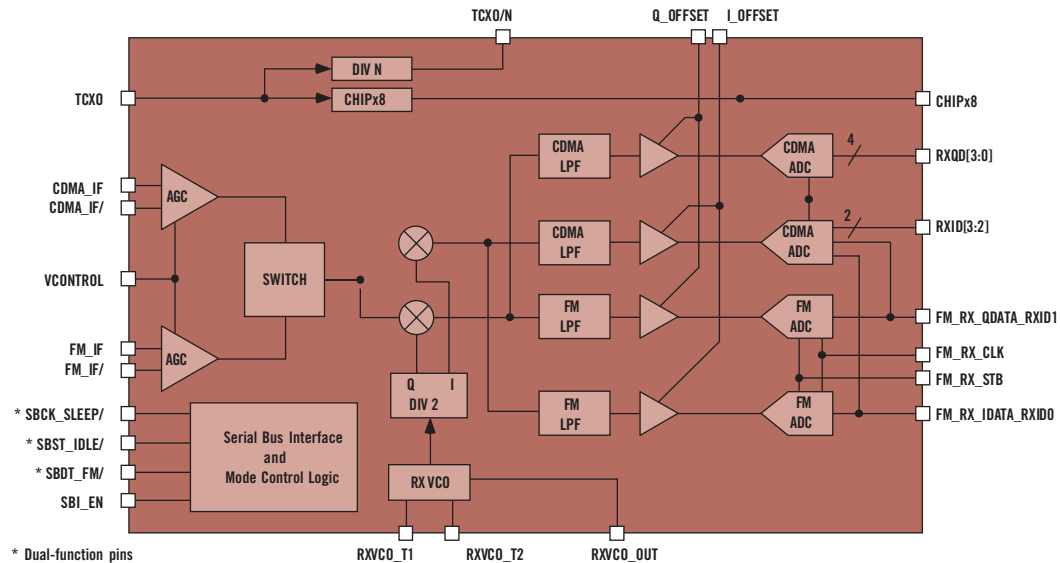 TCXO/N
Q_OFFSET
I_OFFSET
DIV N
TCXO
CHIPx8
CHIPx8
CDMA
LPF
4
CDMA
ADC
RXQD[3:0]
CDMA_IF
CDMA_IF/
AGC
CDMA
LPF
2
CDMA
ADC
RXID[3:2]
VCONTROL
SWITCH
FM
LPF
FM
ADC
FM_RX_QDATA_RXID1
FM_IF
FM_IF/
AGC
FM_RX_CLK
FM_RX_STB
Q I
DIV 2
FM
LPF
FM
ADC
FM_RX_IDATA_RXID0
* SBCK_SLEEP/
* SBST_IDLE/
* SBDT_FM/
SBI_EN
Serial Bus Interface
and
Mode Control Logic
RX VCO
* Dual-function pins
RXVCO_T1
RXVCO_T2
RXVCO_OUT